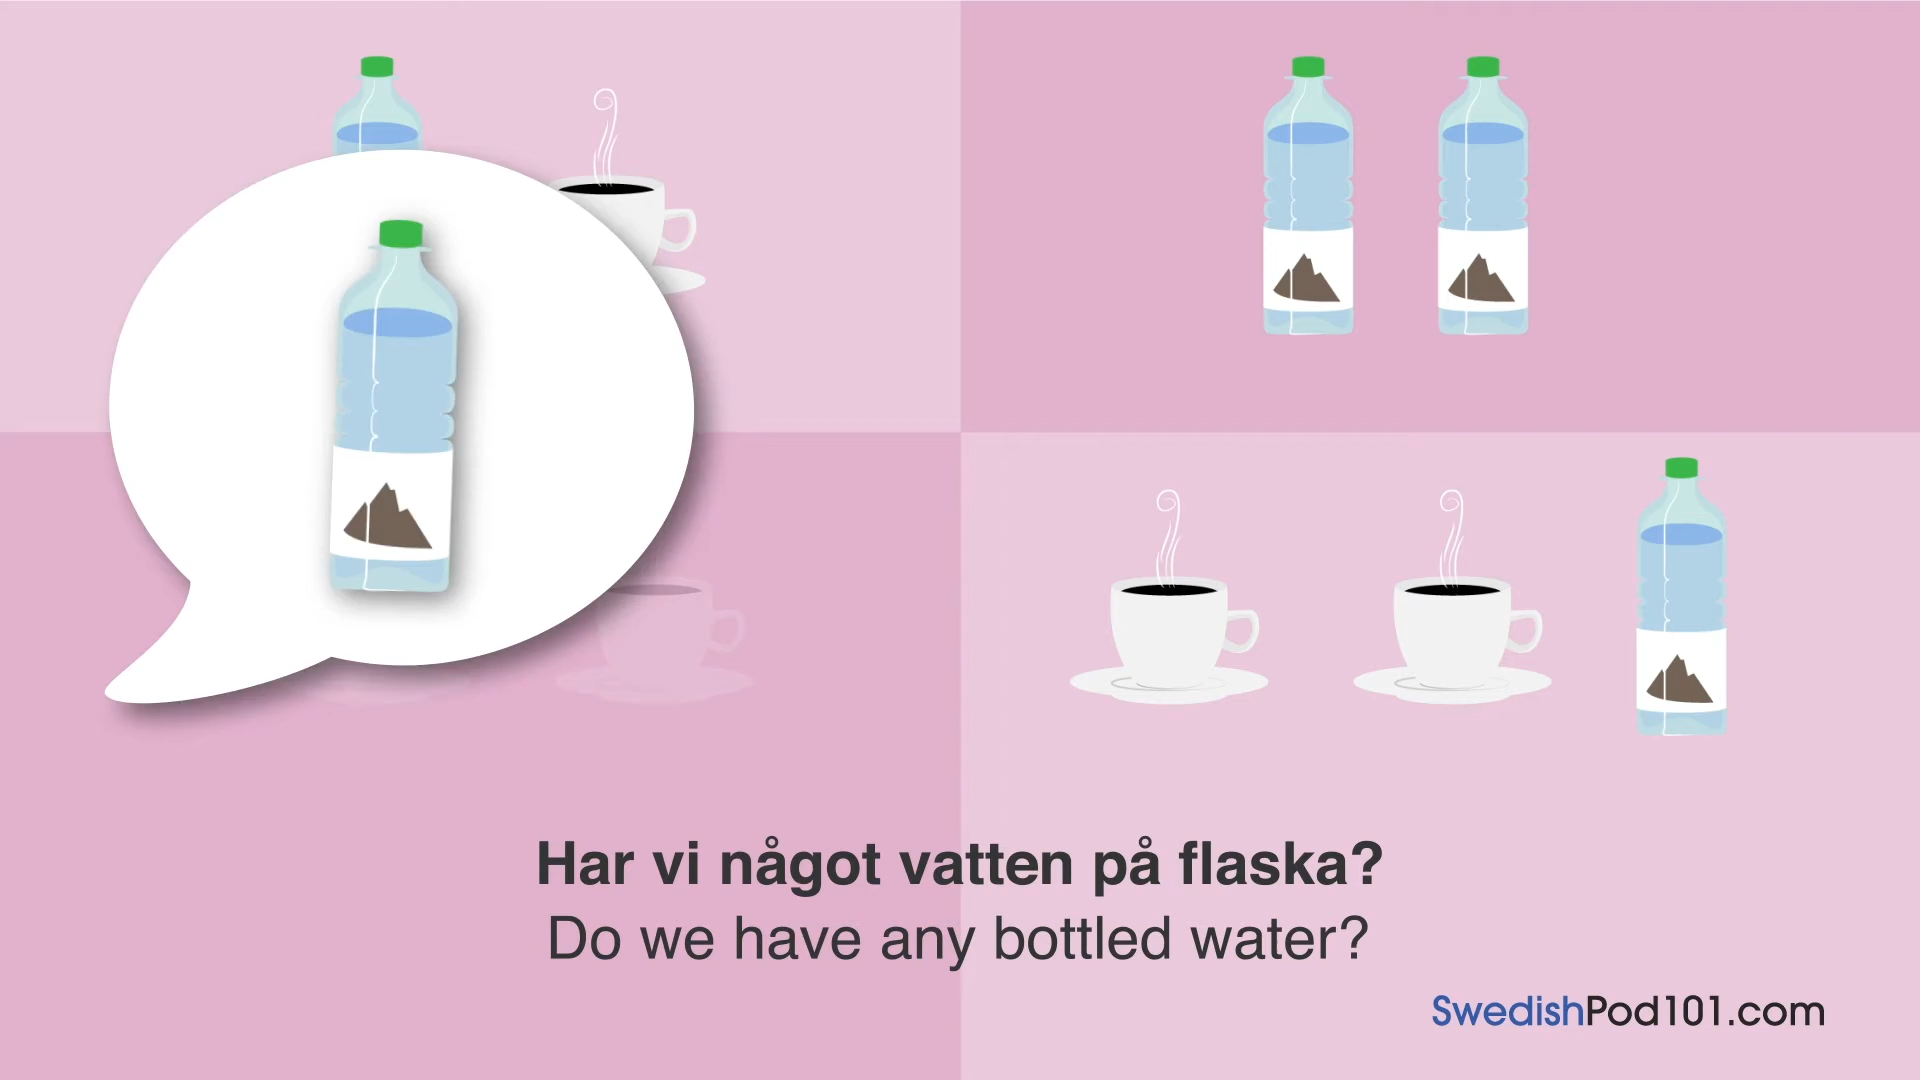 Har vi något vatten på flaska?
Do we have any bottled water?
SwedishPod101.com